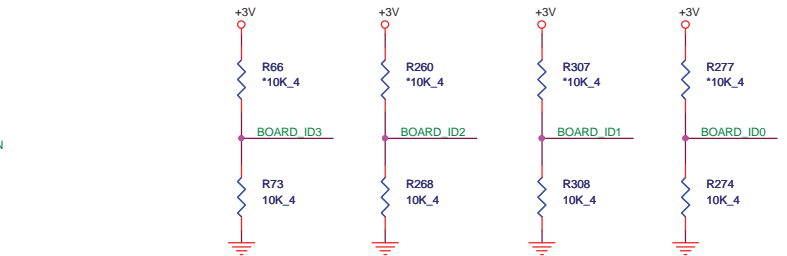 +3V
+3V
+3V
+3V
R66
*10K_4
R260
*10K_4
R307
*10K_4
R277
*10K_4
BOARD_ID3
BOARD_ID2
BOARD_ID1
BOARD_ID0
N
R73
10K_4
R268
10K_4
R308
10K_4
R274
10K_4